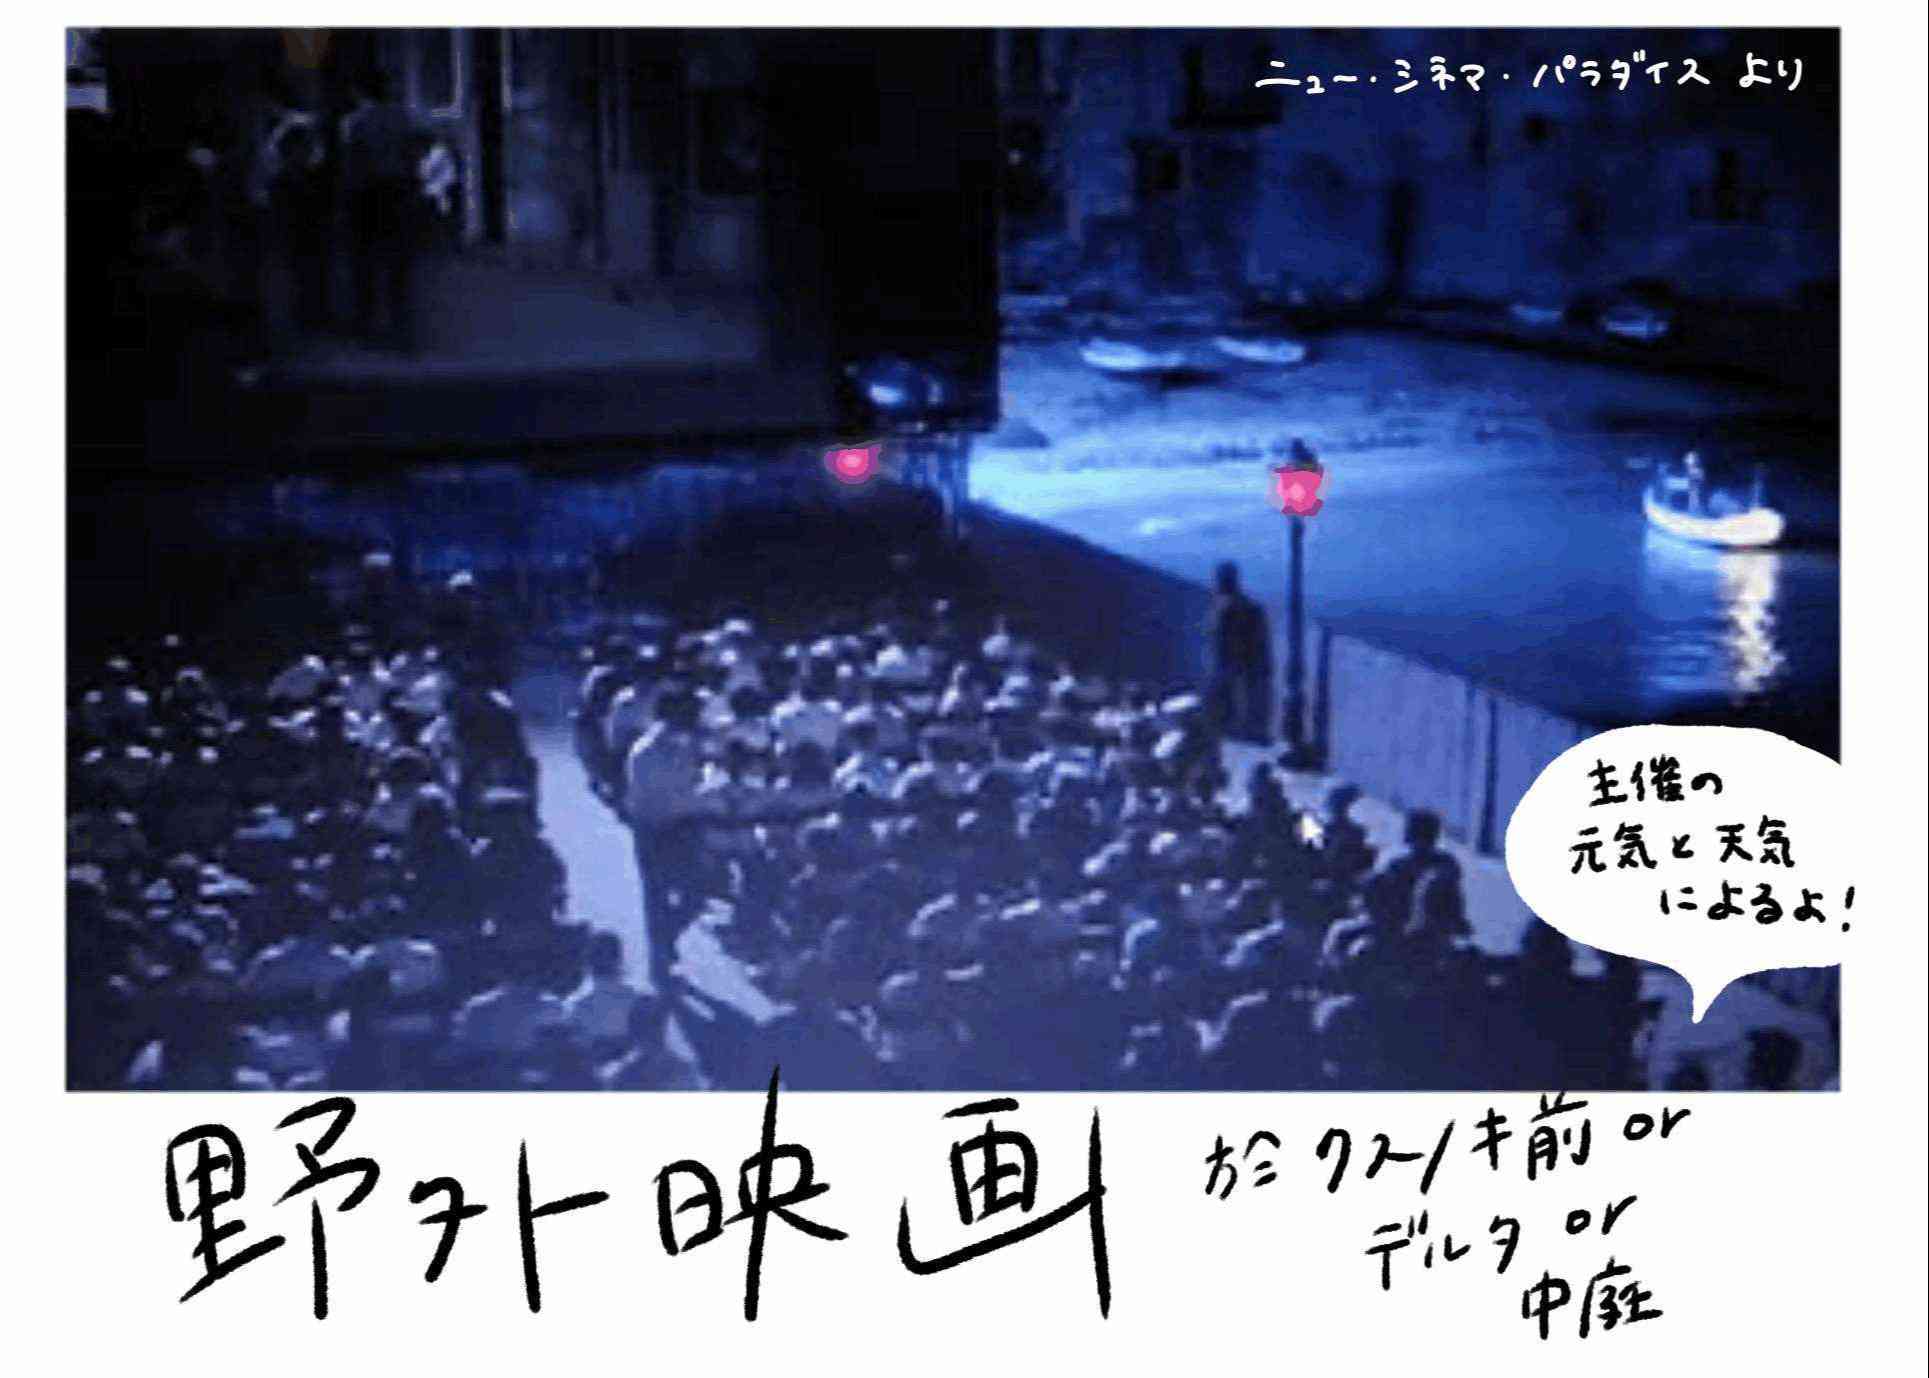 ニュー・シネマ・パラダイス より
主催の
元気と天気
によるよ!
野外映画
於 クスノキ前 or
デルタ or
中庭